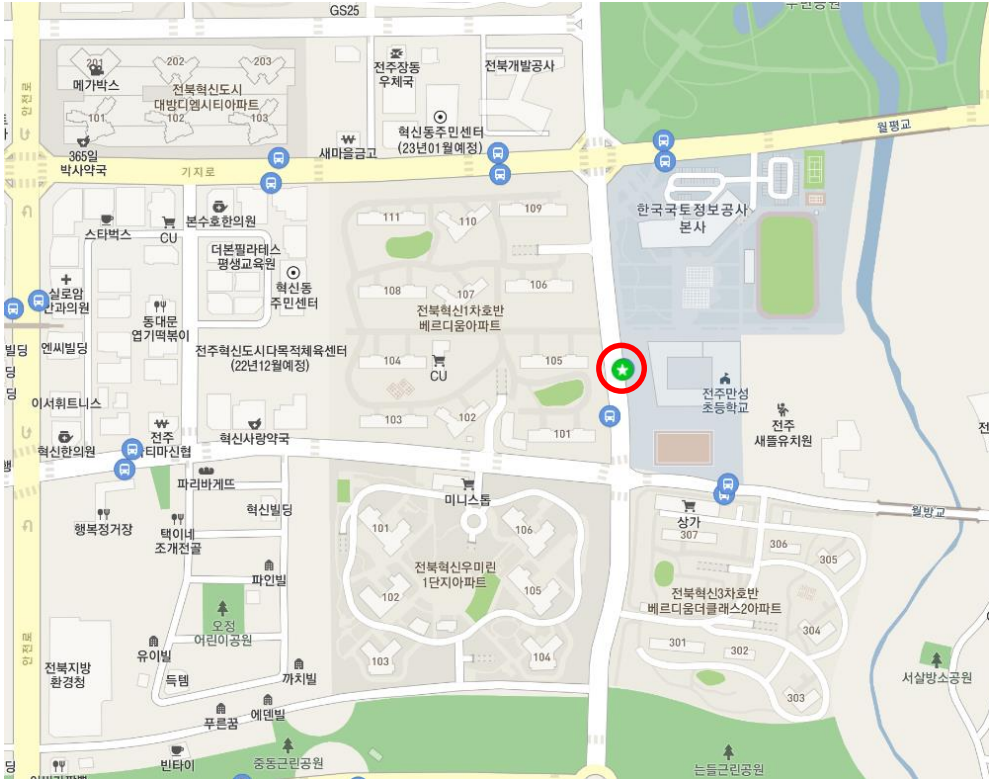 GS25
201
202
203
메가박스
전북혁신도시
대방디엠시티아파트
101
102
103
365일
박사약국
안전로
전주장동
우체국
전북개발공사
혁신동주민센터
(23년01월예정)
새마을금고
월평교
기지로
스타벅스
CU
본수호한의원
더본필라테스
평생교육원
혁신동
주민센터
실로암
안과의원
동대문
엽기떡볶이
빌딩
엔씨빌딩
딩
딩
전주혁신도시다목적체육센터
(22년12월예정)
이서휘트니스
혁신한의원
전주
혁신사랑약국
111
110
109
108
107
106
전북혁신1차호반
베르디움아파트
104
CU
105
103
102
101
한국국토정보공사
본사
전주만성
초등학교
전주
새뜰유치원
전
파리바게뜨
행복정거장
택이네
조개전골
혁신빌딩
파인빌
오정
어린이공원
유이빌
득템
까치빌
푸른꿈
에덴빌
전북지방
환경청
안전로
빈타이
중동근린공원
딩
미니스톱
101
106
전북혁신우미린
1단지아파트
102
105
103
104
상가
307
306
305
전북혁신3차호반
베르디움더클래스2아파트
304
301
302
303
월방교
서살방소공원
는들근린공원